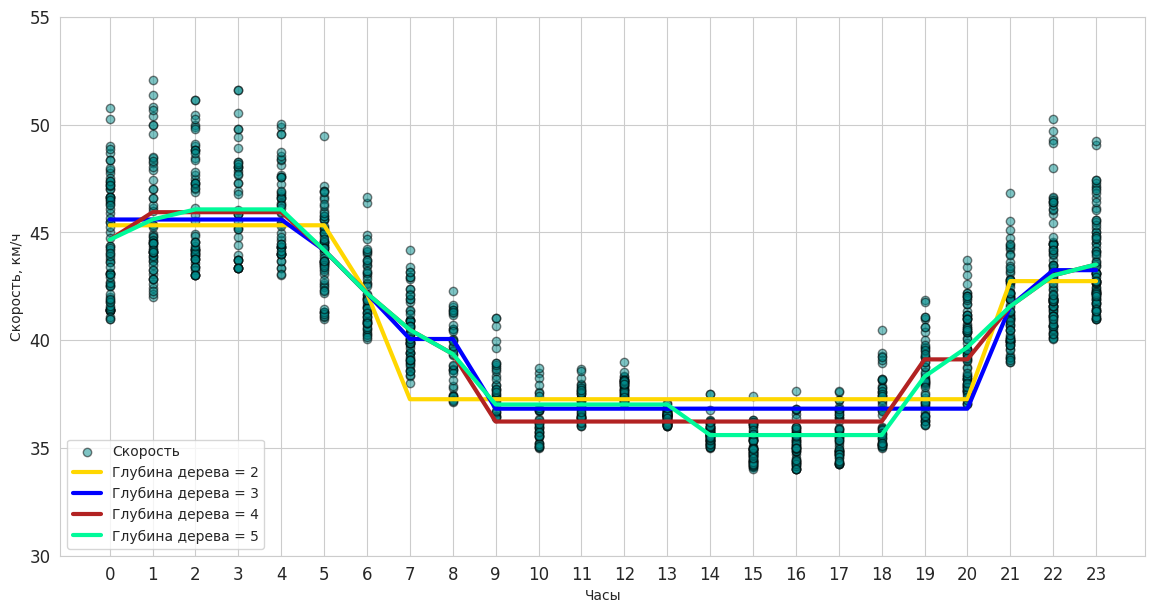 55
50
45
40
35
30
Скорость, км/ч
Скорость
Глубина дерева = 2
Глубина дерева = 3
Глубина дерева = 4
Глубина дерева = 5
0 1 2 3 4 5 6 7 8 9 10 11 12 13 14 15 16 17 18 19 20 21 22 23
Часы